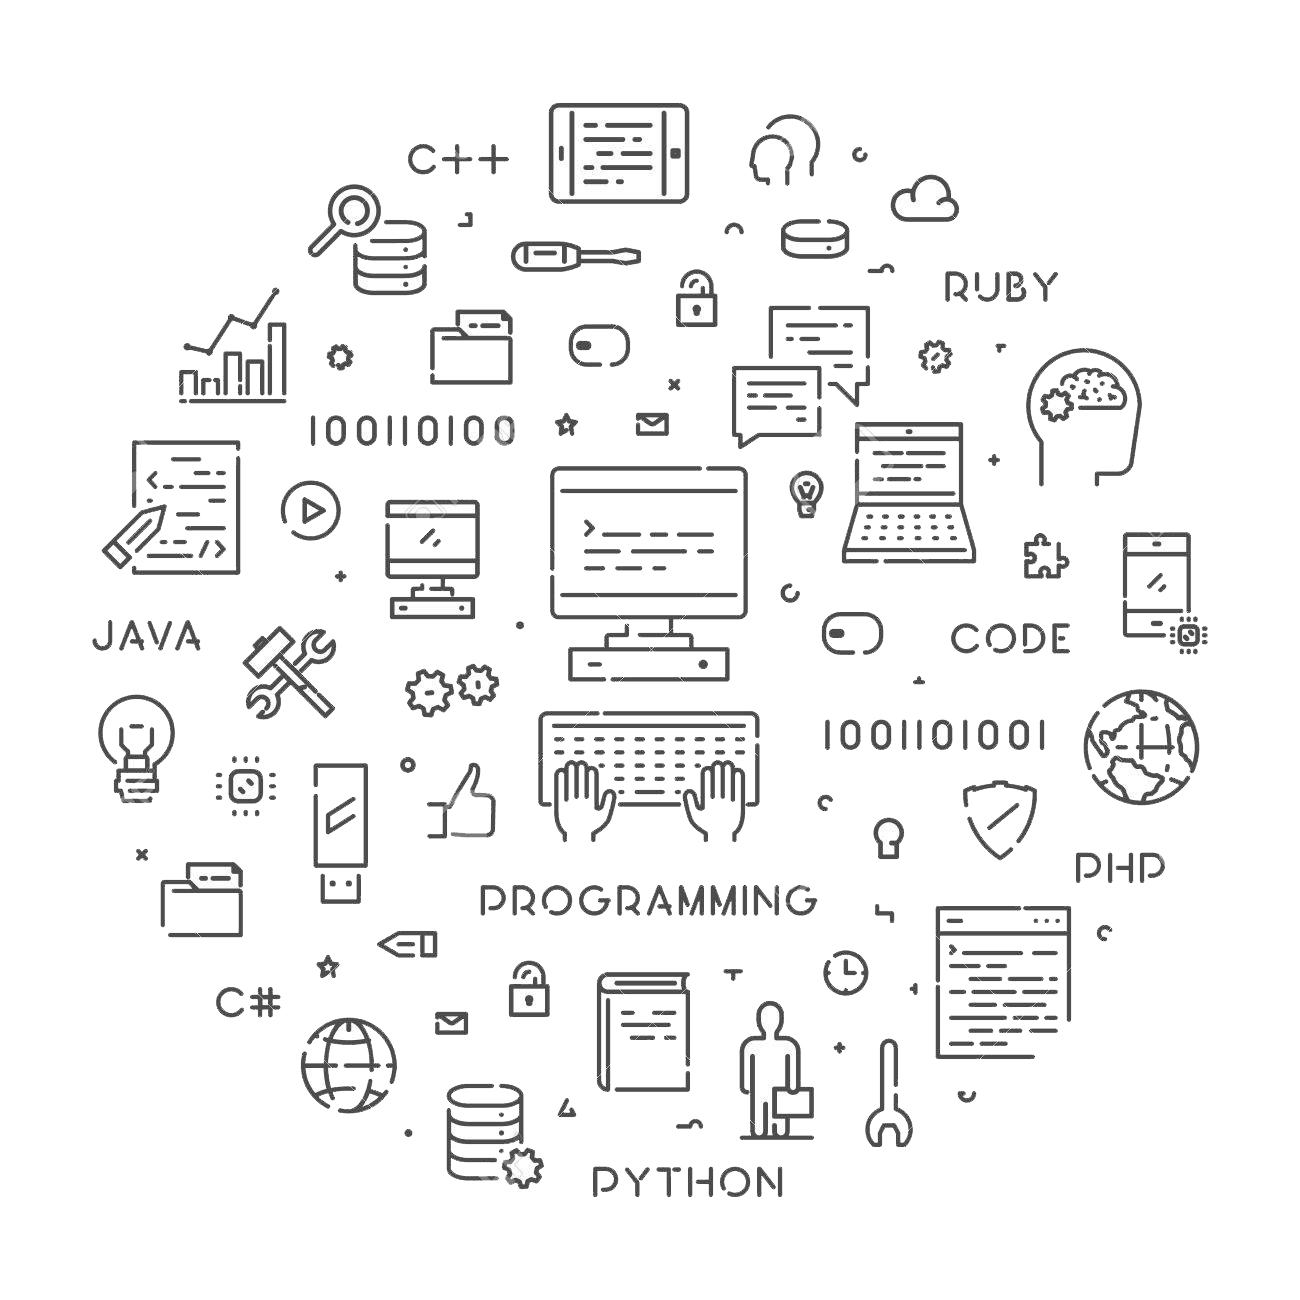 C++
RUBY
100110100
JAVA
CODE
1001101001
PHP
PROGRAMMING
C#
PYTHON